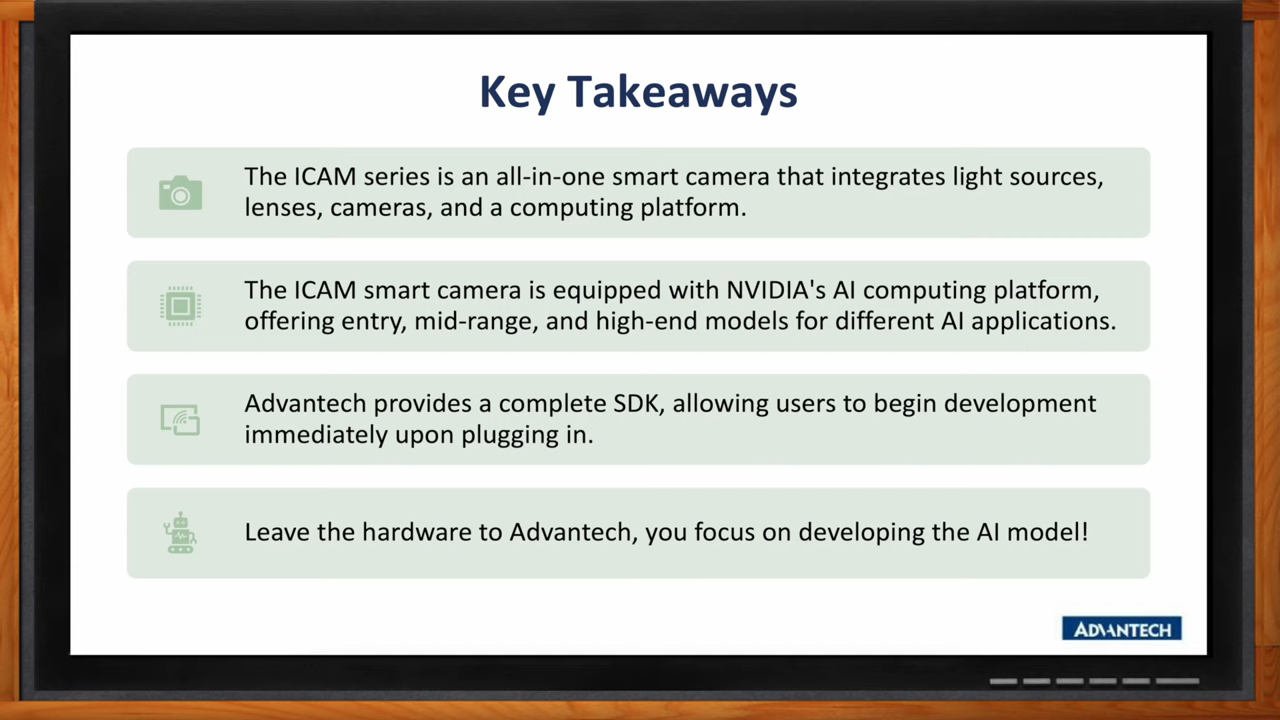 Key Takeaways
The ICAM series is an all-in-one smart camera that integrates light sources,
lenses, cameras, and a computing platform.
The ICAM smart camera is equipped with NVIDIA's AI computing platform,
offering entry, mid-range, and high-end models for different AI applications.
Advantech provides a complete SDK, allowing users to begin development
immediately upon plugging in.
Leave the hardware to Advantech, you focus on developing the AI model!
ADVANTECH